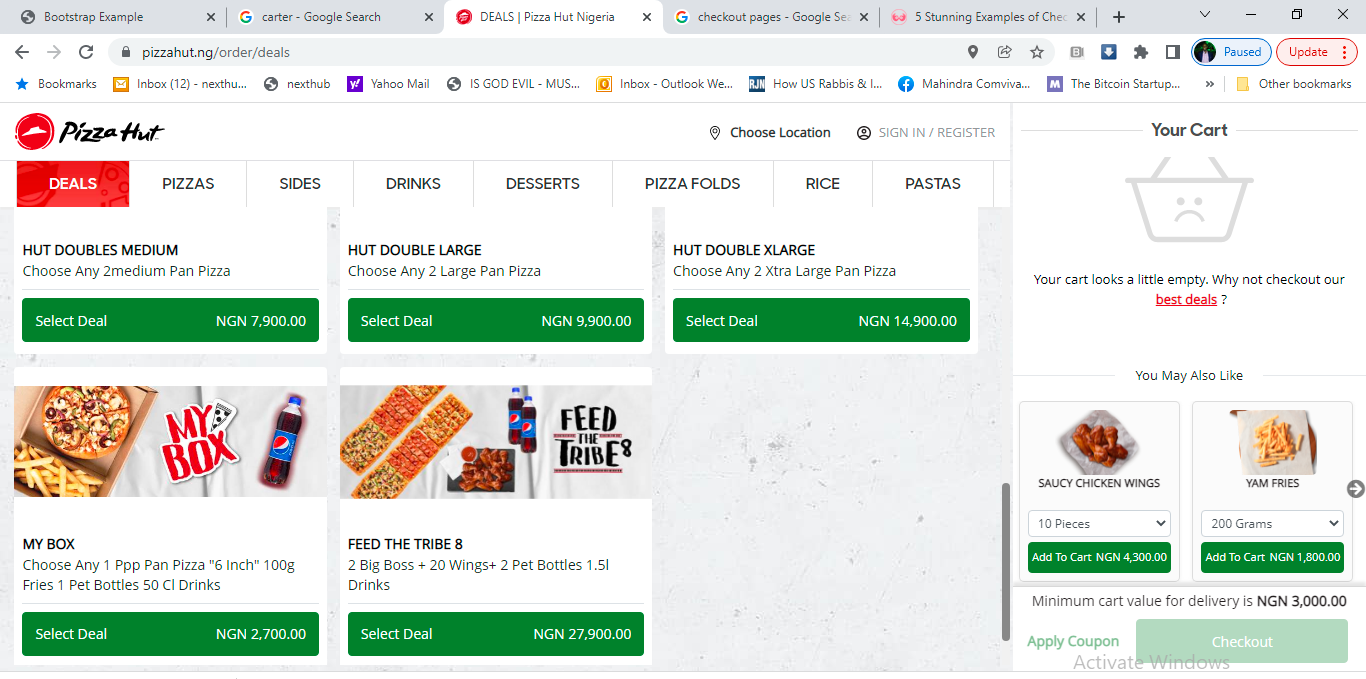 Bootstrap Example
carter - Google Search
DEALS | Pizza Hut Nigeria
checkout pages - Google Sea
5 Stunning Examples of Chec
pizzahut.ng/order/deals
Paused
Update
Bookmarks
Inbox (12) - nexthu...
nexthub
Yahoo Mail
IS GOD EVIL - MUS...
Inbox - Outlook We...
RJN
How US Rabbis & I...
Mahindra Comviva...
M
The Bitcoin Startup...
»
Other bookmarks
Pizza Hut
Choose Location
SIGN IN / REGISTER
DEALS
PIZZAS
SIDES
DRINKS
DESSERTS
PIZZA FOLDS
RICE
PASTAS
HUT DOUBLES MEDIUM
Choose Any 2medium Pan Pizza
Select Deal NGN 7,900.00
HUT DOUBLE LARGE
Choose Any 2 Large Pan Pizza
Select Deal NGN 9,900.00
HUT DOUBLE XLARGE
Choose Any 2 Xtra Large Pan Pizza
Select Deal NGN 14,900.00
MY
BOX
MY BOX
Choose Any 1 Ppp Pan Pizza "6 Inch" 100g
Fries 1 Pet Bottles 50 Cl Drinks
Select Deal NGN 2,700.00
FEED
THE
TRIBE 8
FEED THE TRIBE 8
2 Big Boss + 20 Wings+ 2 Pet Bottles 1.5l
Drinks
Select Deal NGN 27,900.00
Your Cart
Your cart looks a little empty. Why not checkout our
best deals ?
You May Also Like
SAUCY CHICKEN WINGS
10 Pieces
Add To Cart NGN 4,300.00
YAM FRIES
200 Grams
Add To Cart NGN 1,800.00
Minimum cart value for delivery is NGN 3,000.00
Apply Coupon
Checkout
Activate Windows